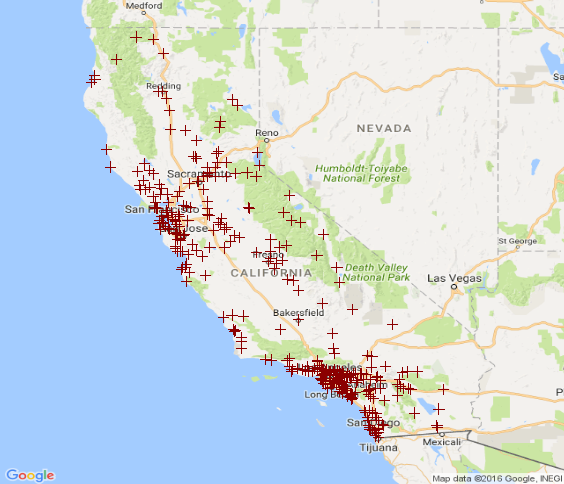 Medford
Redding
Reno
NEVADA
Humboldt-Toiyabe
National Forest
Sacramento
San Francisco
Jose
St George
Fresno
CALIFORNIA
Death Valley
National Park
Las Vegas
Bakersfield
Long Beach
San Diego
Mexicali
Tijuana
Google
Map data ©2016 Google, INEGI